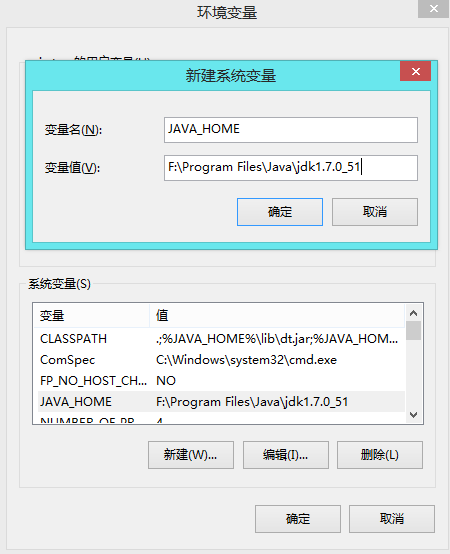 环境变量
的用户变量(U)
新建系统变量
变量名(N):
JAVA_HOME
变量值(V):
F:\Program Files\Java\jdk1.7.0_51
确定
取消
系统变量(S)
变量 值
CLASSPATH .;%JAVA_HOME%\lib\dt.jar;%JAVA_HOM...
ComSpec C:\Windows\system32\cmd.exe
FP_NO_HOST_CH... NO
JAVA_HOME F:\Program Files\Java\jdk1.7.0_51
NUMBER_OF_PR... 4
新建(W)...
编辑(I)...
删除(L)
确定
取消